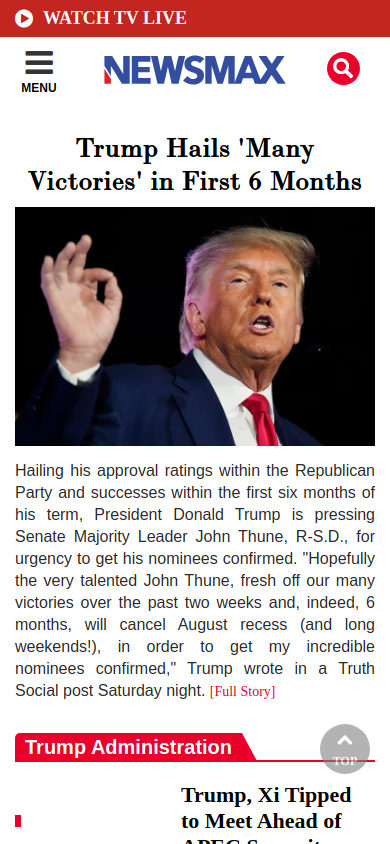 WATCH TV LIVE
MENU
NEWSMAX
Trump Hails 'Many
Victories' in First 6 Months
Hailing his approval ratings within the Republican
Party and successes within the first six months of
his term, President Donald Trump is pressing
Senate Majority Leader John Thune, R-S.D., for
urgency to get his nominees confirmed. "Hopefully
the very talented John Thune, fresh off our many
victories over the past two weeks and, indeed, 6
months, will cancel August recess (and long
weekends!), in order to get my incredible
nominees confirmed," Trump wrote in a Truth
Social post Saturday night. [Full Story]
Trump Administration
TOP
Trump, Xi Tipped
to Meet Ahead of
APEC Summit